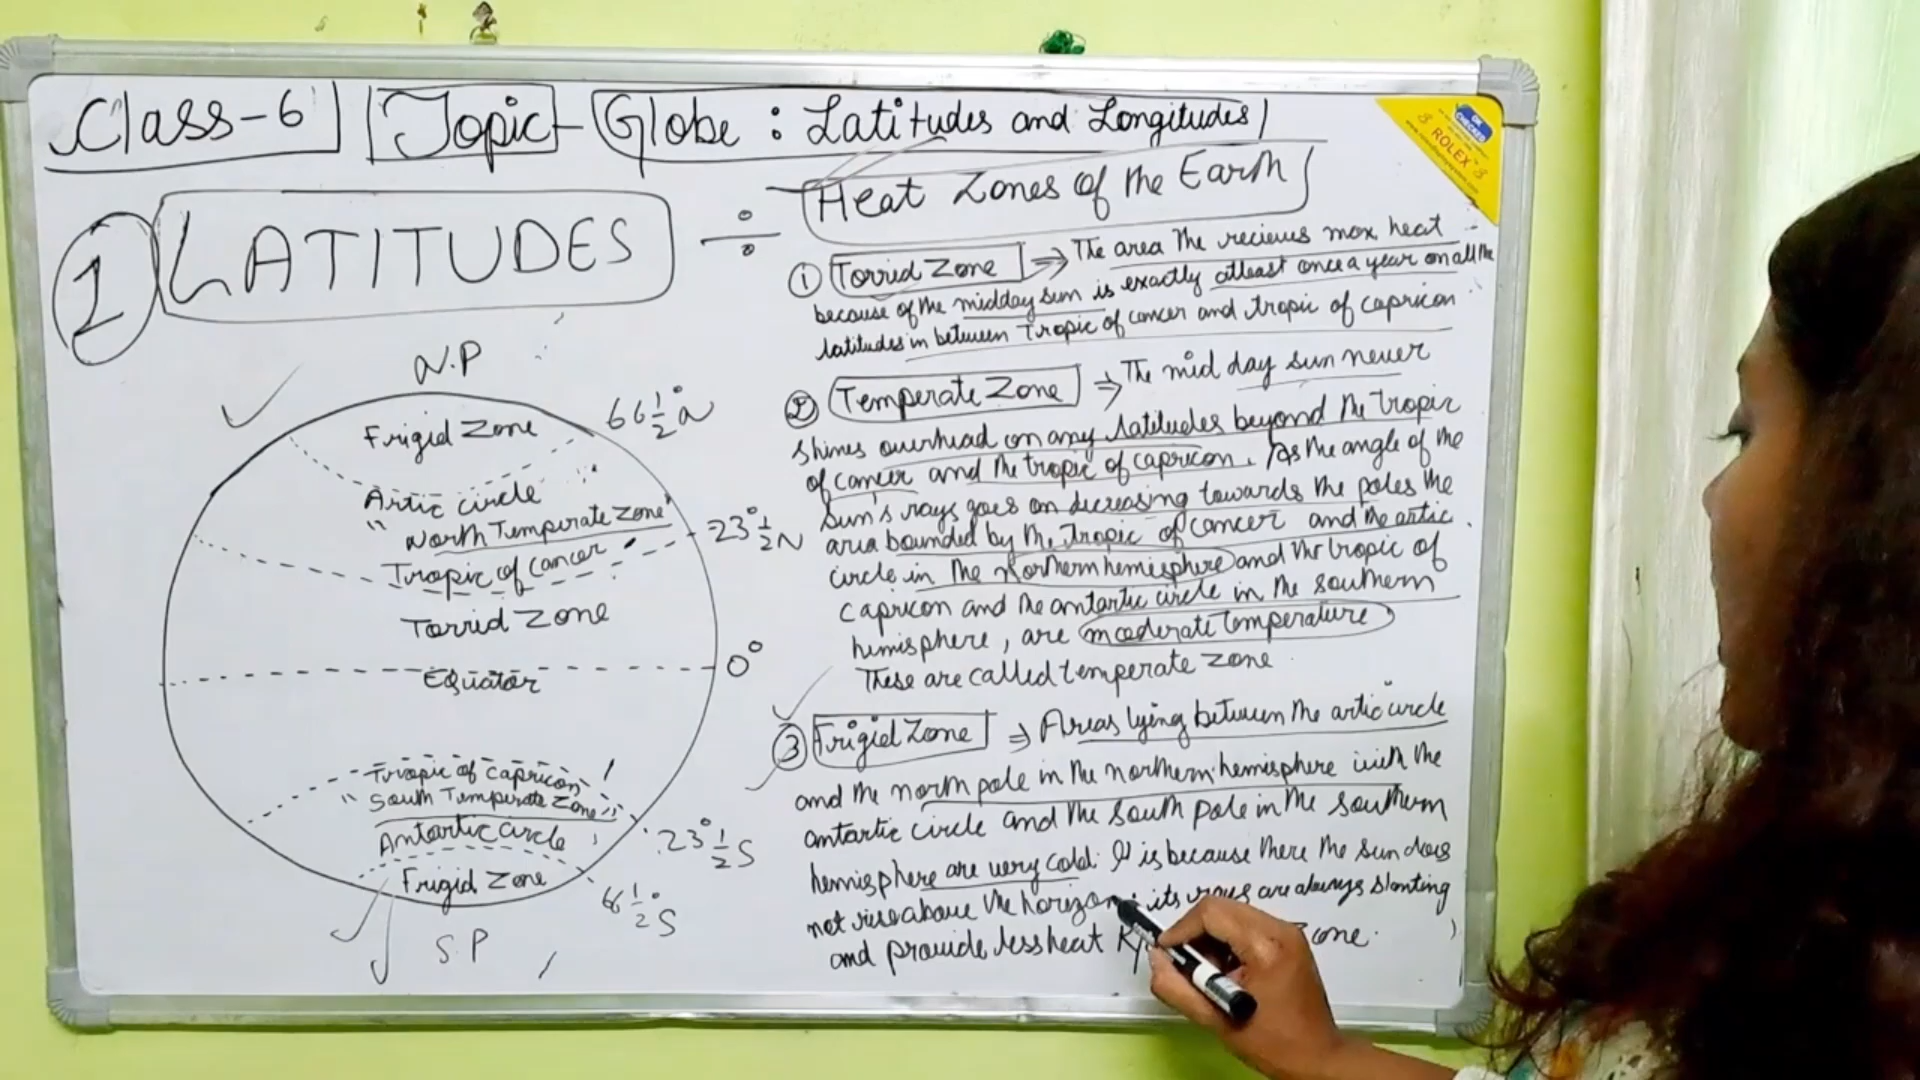 Class-6 Topic- Globe: Latitudes and Longitudes
1 LATITUDES ÷ Heat Zones of the Earth
N.P
66 1/2° N
Frigid Zone
Artic circle
" North Temperate Zone"
23° 1/2 N
Tropic of Cancer
Torrid Zone
Equator
0°
Tropic of Capricon
" South Temperate Zone"
23° 1/2 S
Antartic circle
Frigid Zone
66 1/2° S
S.P
① Torrid Zone ⇒ The area the recieves max heat
because of the midday sun is exactly atleast once a year on all the
latitudes in between Tropic of cancer and tropic of capricon
② Temperate Zone ⇒ The mid day sun never
shines overhead on any latitudes beyond the tropic
of cancer and the tropic of capricon. As the angle of the
sun's rays goes on decreasing towards the poles the
area bounded by the Tropic of cancer and the artic
circle in the Northern hemisphere and the tropic of
capricon and the antartic circle in the southern
hemisphere, are moderate temperature
These are called temperate zone
③ Frigid Zone ⇒ Areas lying between the artic circle
and the north pole in the northern hemisphere with the
antartic circle and the south pole in the southern
hemisphere are very cold. It is because there the sun does
not rise above the horizon. its rays are always slanting
and provide less heat Zone.
OK CHECKED
ROLEX